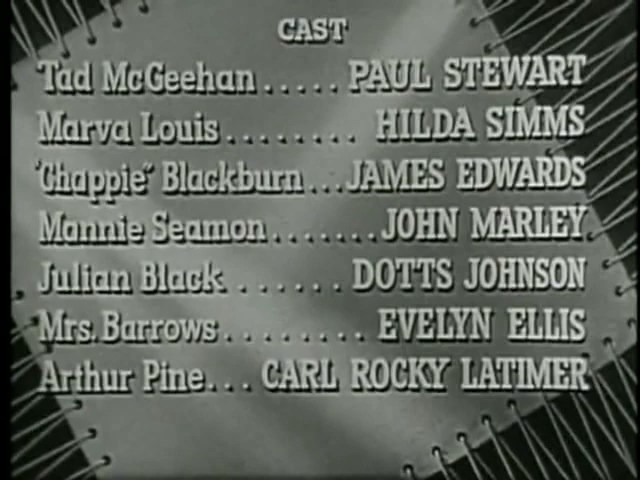 CAST
Tad McGeehan..... PAUL STEWART
Marva Louis........ HILDA SIMMS
"Chappie" Blackburn...JAMES EDWARDS
Mannie Seamon.......JOHN MARLEY
Julian Black...... DOTTS JOHNSON
Mrs. Barrows........ EVELYN ELLIS
Arthur Pine... CARL ROCKY LATIMER